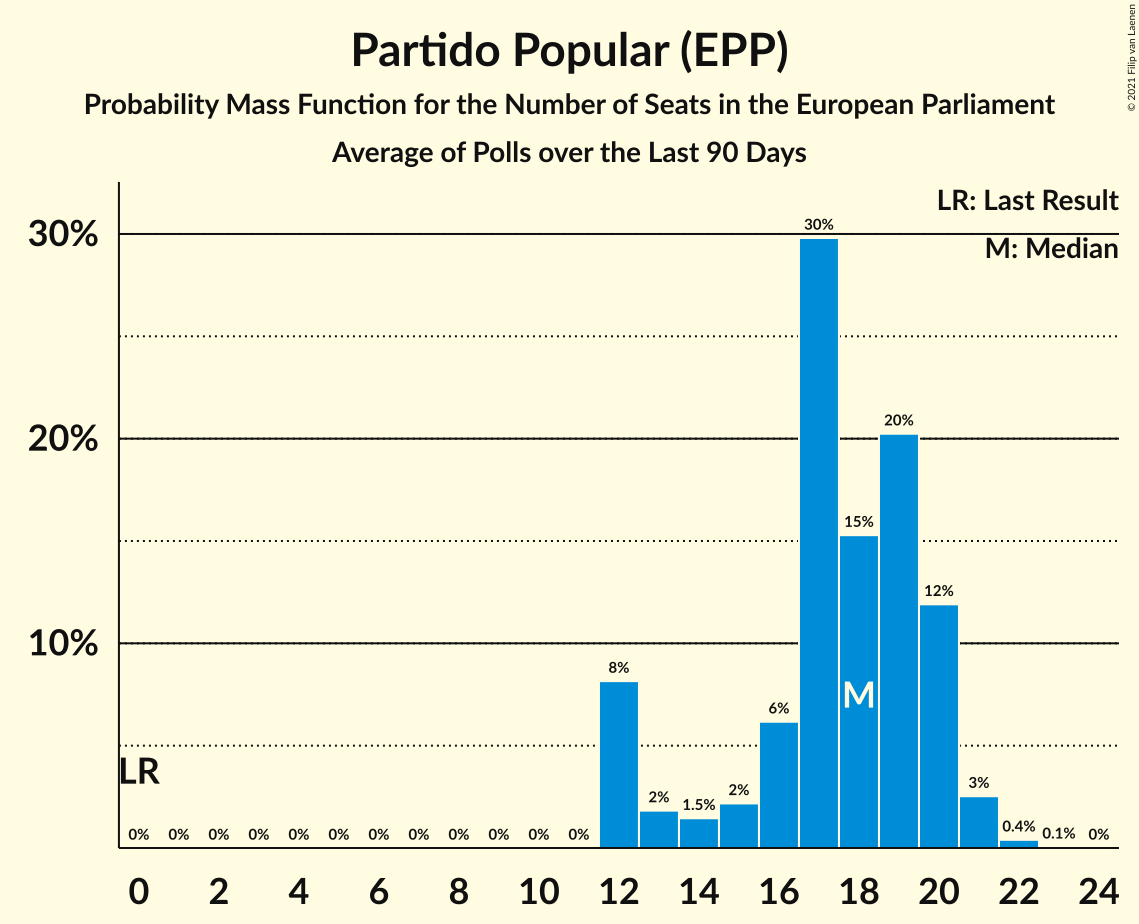 Partido Popular (EPP)
Probability Mass Function for the Number of Seats in the European Parliament
Average of Polls over the Last 90 Days
© 2021 Filip van Laenen
LR: Last Result
M: Median
30%
20%
10%
30%
20%
15%
12%
8%
6%
2%
1.5%
2%
3%
0.4%
0.1%
0%
M
LR
0% 0% 0% 0% 0% 0% 0% 0% 0% 0% 0% 0%
0 2 4 6 8 10 12 14 16 18 20 22 24